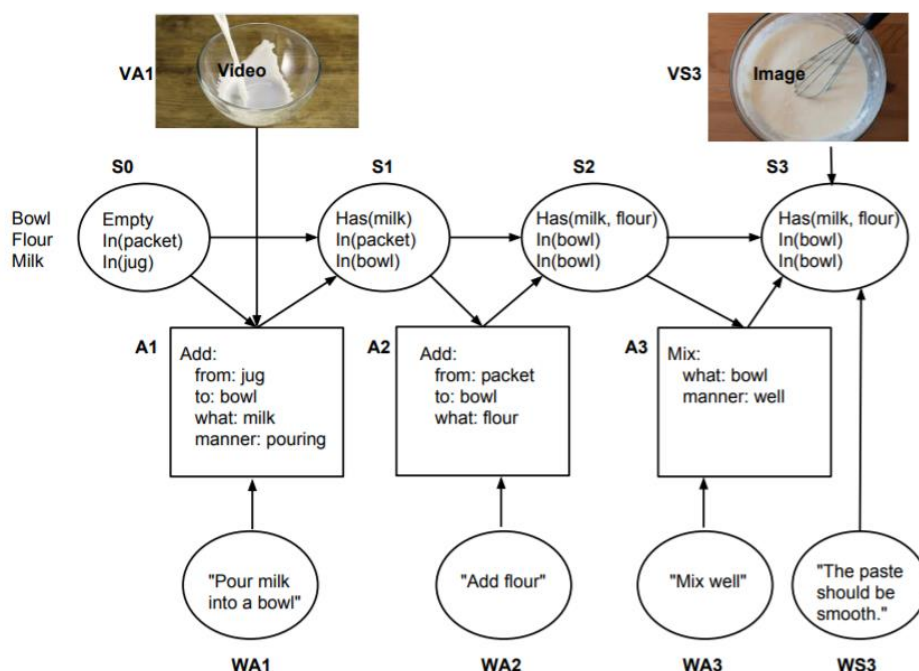 VA1
Video
VS3
Image
S0
S1
S2
S3
Bowl
Flour
Milk
Empty
In(packet)
In(jug)
Has(milk)
In(packet)
In(bowl)
Has(milk, flour)
In(bowl)
In(bowl)
Has(milk, flour)
In(bowl)
In(bowl)
A1
Add:
from: jug
to: bowl
what: milk
manner: pouring
A2
Add:
from: packet
to: bowl
what: flour
A3
Mix:
what: bowl
manner: well
"Pour milk
into a bowl"
"Add flour"
"Mix well"
"The paste
should be
smooth."
WA1
WA2
WA3
WS3